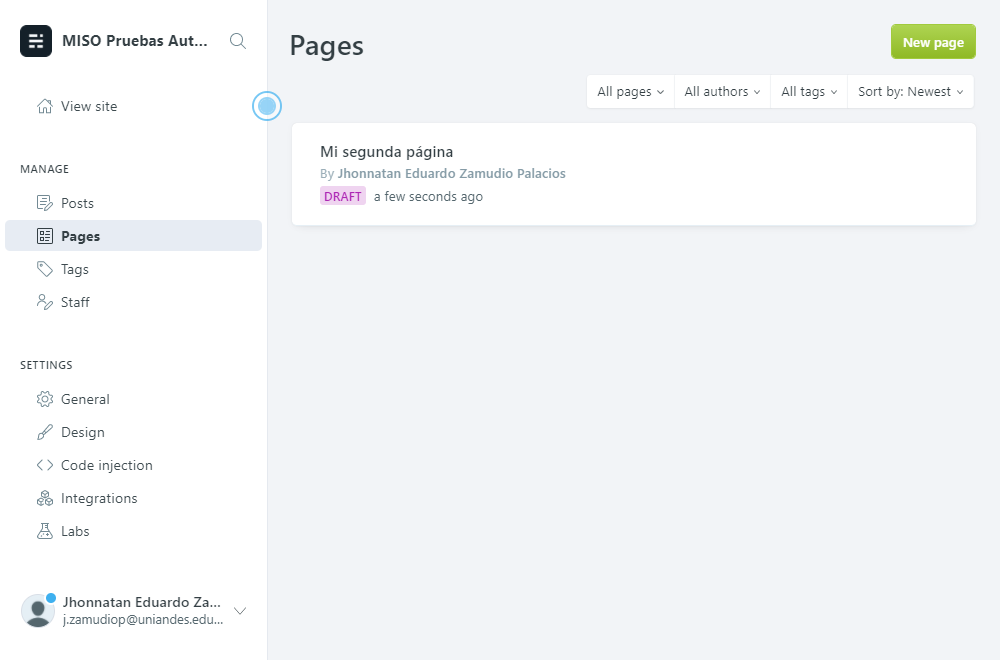 MISO Pruebas Aut...
View site
MANAGE
Posts
Pages
Tags
Staff
SETTINGS
General
Design
Code injection
Integrations
Labs
Jhonnatan Eduardo Za...
j.zamudiop@uniandes.edu...
Pages
New page
All pages
All authors
All tags
Sort by: Newest
Mi segunda página
By Jhonnatan Eduardo Zamudio Palacios
DRAFT a few seconds ago